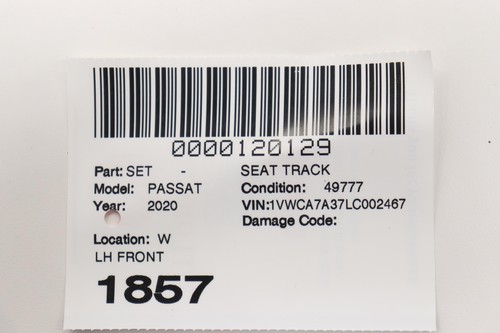 0000120129
Part: SET - SEAT TRACK
Model: PASSAT Condition: 49777
Year: 2020 VIN:1VWCA7A37LC002467
Damage Code:
Location: W
LH FRONT
1857